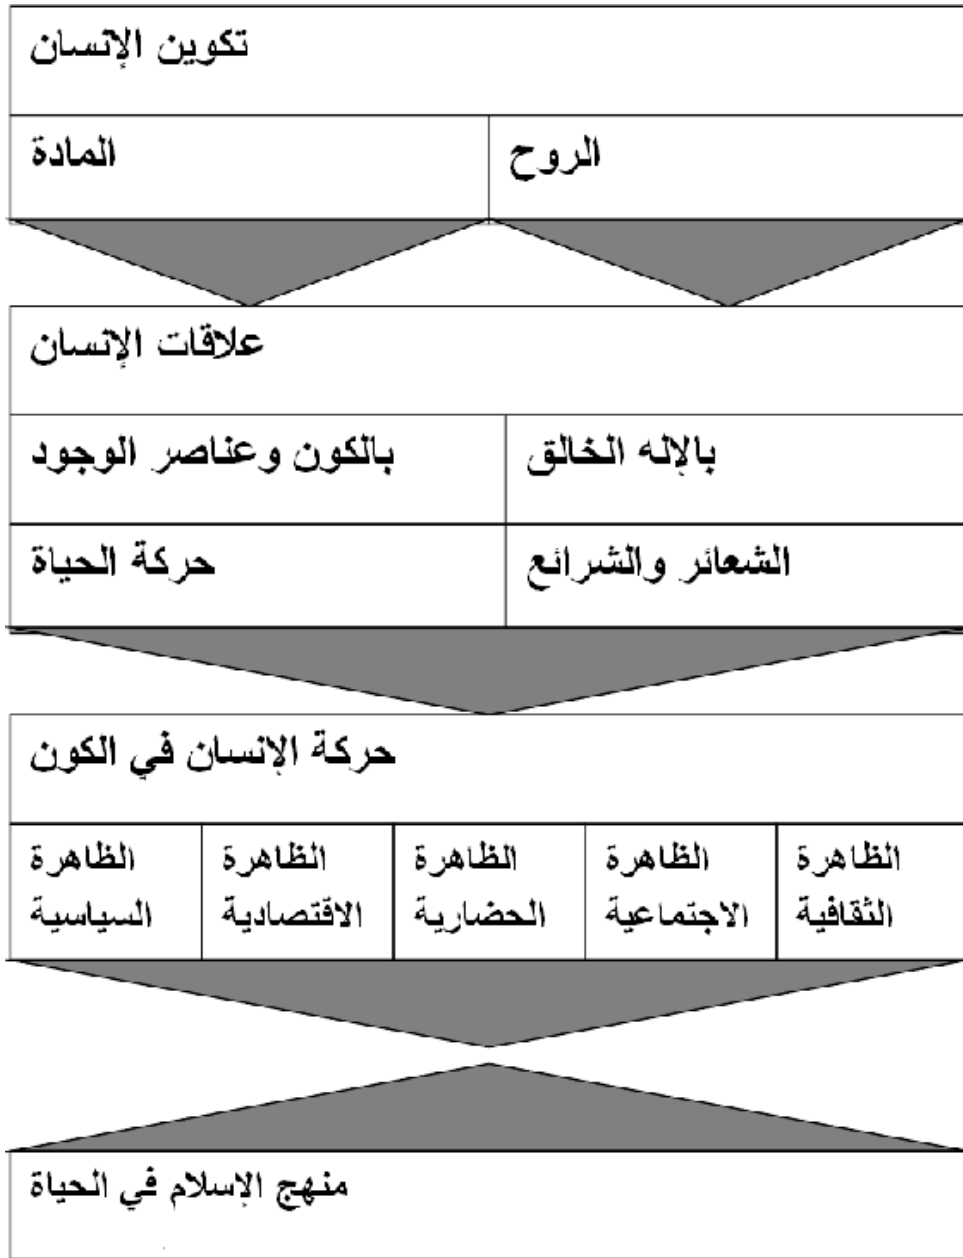 تكوين الإنسان
الروح
المادة
علاقات الإنسان
بالإله الخالق
بالكون وعناصر الوجود
الشعائر والشرائع
حركة الحياة
حركة الإنسان في الكون
الظاهرة
الثقافية
الظاهرة
الاجتماعية
الظاهرة
الحضارية
الظاهرة
الاقتصادية
الظاهرة
السياسية
منهج الإسلام في الحياة